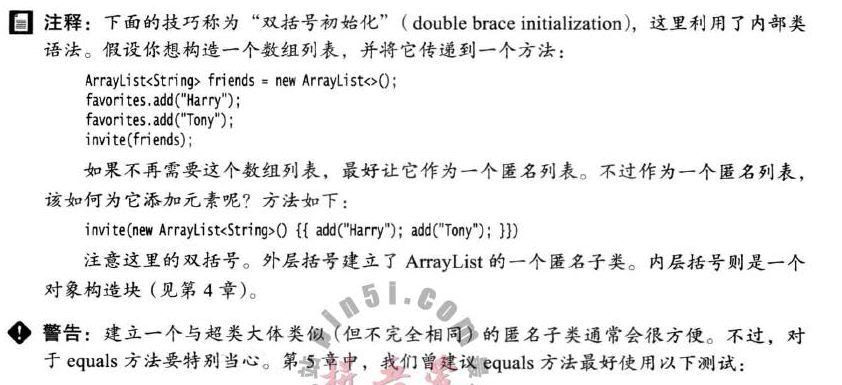 注释：下面的技巧称为“双括号初始化”（double brace initialization），这里利用了内部类
语法。假设你想构造一个数组列表，并将它传递到一个方法：
ArrayList<String> friends = new ArrayList<>();
favorites.add("Harry");
favorites.add("Tony");
invite(friends);
如果不再需要这个数组列表，最好让它作为一个匿名列表。不过作为一个匿名列表，
该如何为它添加元素呢？方法如下：
invite(new ArrayList<String>() {{ add("Harry"); add("Tony"); }})
注意这里的双括号。外层括号建立了 ArrayList 的一个匿名子类。内层括号则是一个
对象构造块（见第 4 章）。
警告：建立一个与超类大体类似（但不完全相同）的匿名子类通常会很方便。不过，对
于 equals 方法要特别当心。第 5 章中，我们曾建议 equals 方法最好使用以下测试：